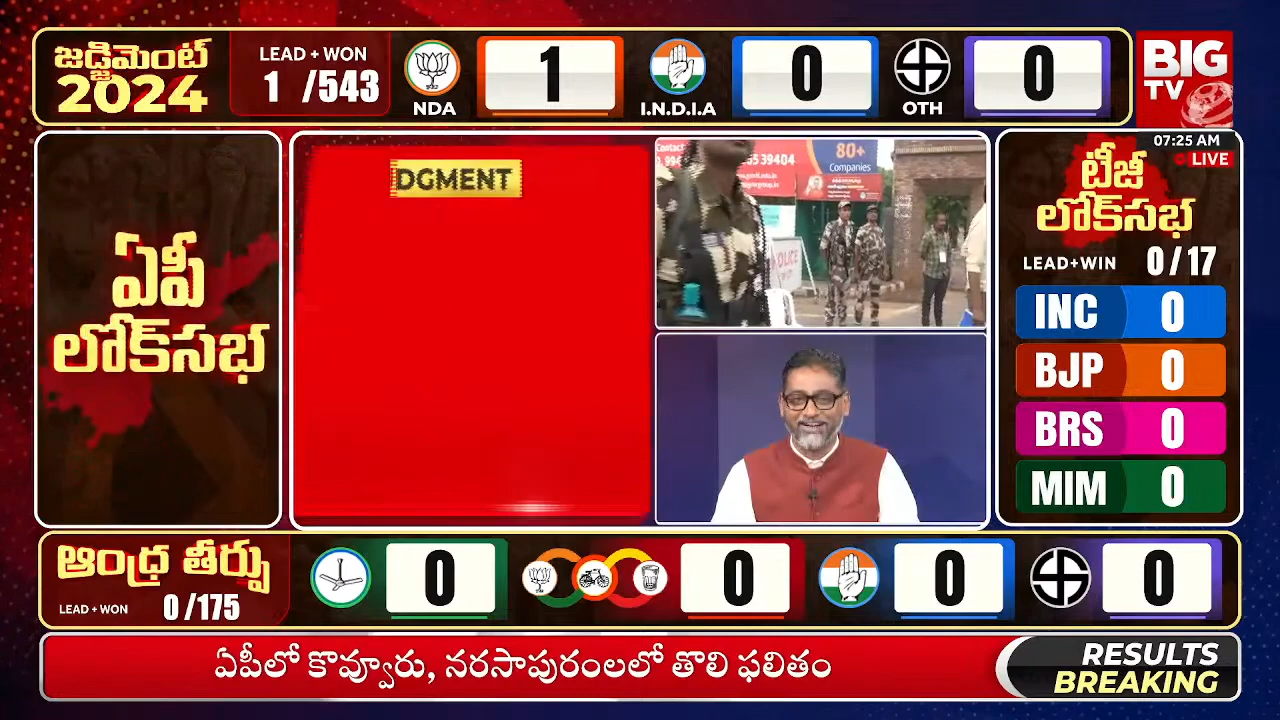 జడ్జిమెంట్
2024
LEAD + WON
1 /543
NDA
1
I.N.D.I.A
0
OTH
0
BIG
TV
07:25 AM
LIVE
ఏపీ
లోక్‌సభ
DGMENT
80+
Companies
టీజీ
లోక్‌సభ
LEAD+WIN 0/17
INC 0
BJP 0
BRS 0
MIM 0
ఆంధ్ర తీర్పు
LEAD + WON 0/175
0
0
0
0
ఏపీలో కొవ్వూరు, నరసాపురంలలో తొలి ఫలితం
RESULTS
BREAKING